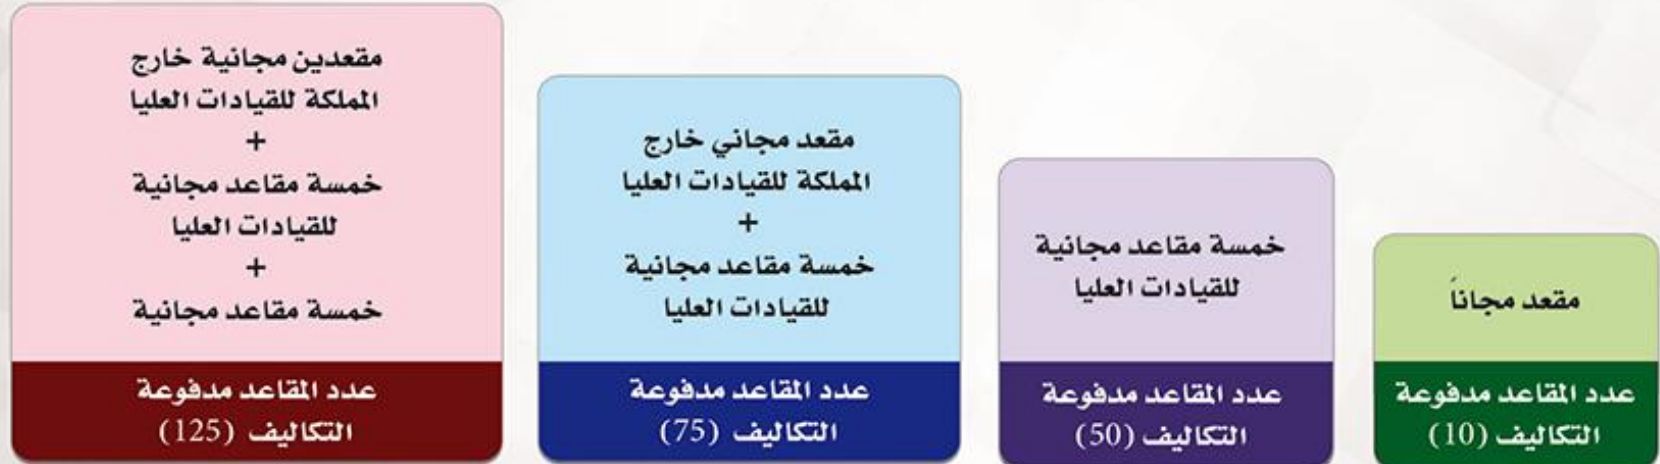 مقعد مجاناً
عدد المقاعد مدفوعة
التكاليف (10)
خمسة مقاعد مجانية
للقيادات العليا
عدد المقاعد مدفوعة
التكاليف (50)
مقعد مجاني خارج
المملكة للقيادات العليا
+
خمسة مقاعد مجانية
للقيادات العليا
عدد المقاعد مدفوعة
التكاليف (75)
مقعدين مجانية خارج
المملكة للقيادات العليا
+
خمسة مقاعد مجانية
للقيادات العليا
+
خمسة مقاعد مجانية
عدد المقاعد مدفوعة
التكاليف (125)